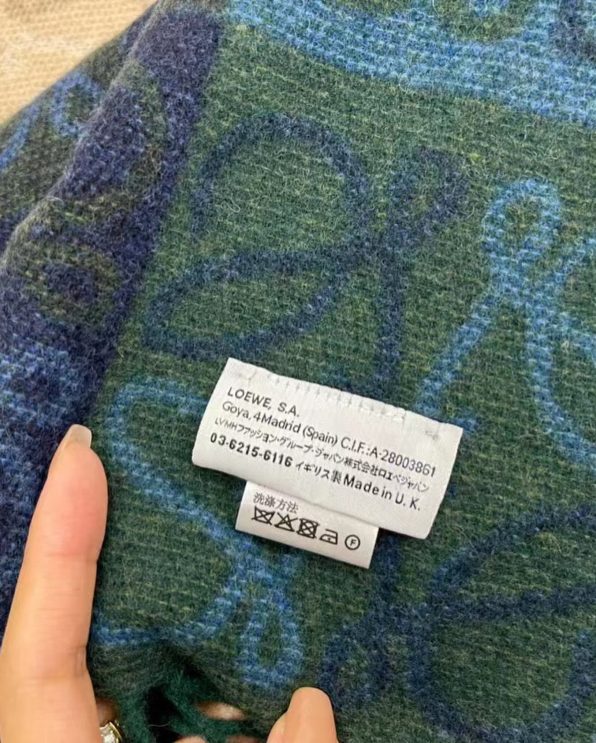 LOEWE, S.A.
Goya, 4 Madrid (Spain) C.I.F.:A-28003861
LVMHファッション・グループ・ジャパン株式会社ロエベジャパン
03-6215-6116 イギリス製 Made in U. K.
洗涤方法
F